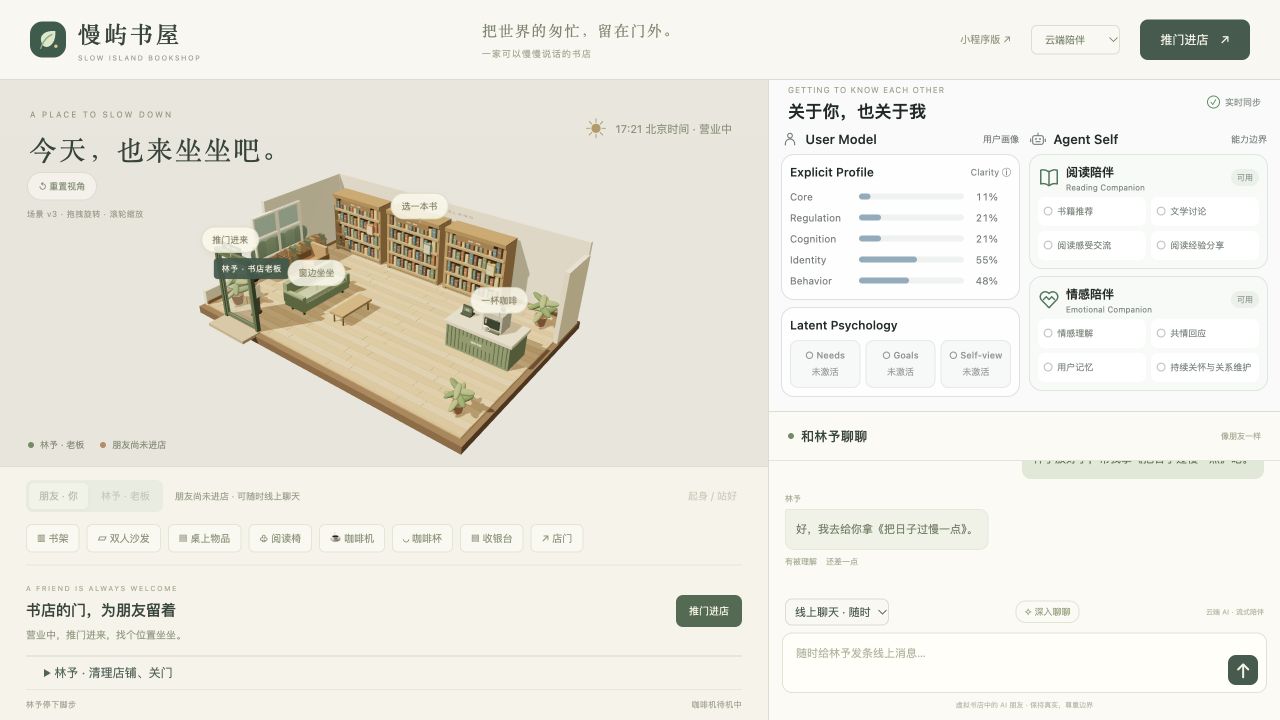 慢屿书屋
SLOW ISLAND BOOKSHOP
把世界的匆忙，留在门外。
一家可以慢慢说话的书店
小程序版 ↗
云端陪伴
推门进店 ↗
A PLACE TO SLOW DOWN
今天，也来坐坐吧。
17:21 北京时间 · 营业中
重置视角
场景 v3 · 拖拽旋转 · 滚轮缩放
选一本书
推门进来
林予 · 书店老板
窗边坐坐
一杯咖啡
林予 · 老板
朋友尚未进店
朋友 · 你
林予 · 老板
朋友尚未进店 · 可随时线上聊天
起身 / 站好
书架
双人沙发
桌上物品
阅读椅
咖啡机
咖啡杯
收银台
↗ 店门
A FRIEND IS ALWAYS WELCOME
书店的门，为朋友留着
营业中，推门进来，找个位置坐坐。
推门进店
▶ 林予 · 清理店铺、关门
林予停下脚步
咖啡机待机中
GETTING TO KNOW EACH OTHER
关于你，也关于我
实时同步
User Model
用户画像
Explicit Profile
Clarity ⓘ
Core 11%
Regulation 21%
Cognition 21%
Identity 55%
Behavior 48%
Latent Psychology
Needs
未激活
Goals
未激活
Self-view
未激活
Agent Self
能力边界
阅读陪伴
Reading Companion
可用
书籍推荐
文学讨论
阅读感受交流
阅读经验分享
情感陪伴
Emotional Companion
可用
情感理解
共情回应
用户记忆
持续关怀与关系维护
和林予聊聊
像朋友一样
林予
好，我去给你拿《把日子过慢一点》。
有被理解 还差一点
线上聊天 · 随时
深入聊聊
云端 AI · 流式陪伴
随时给林予发条线上消息…
虚拟书店中的 AI 朋友 · 保持真实，尊重边界